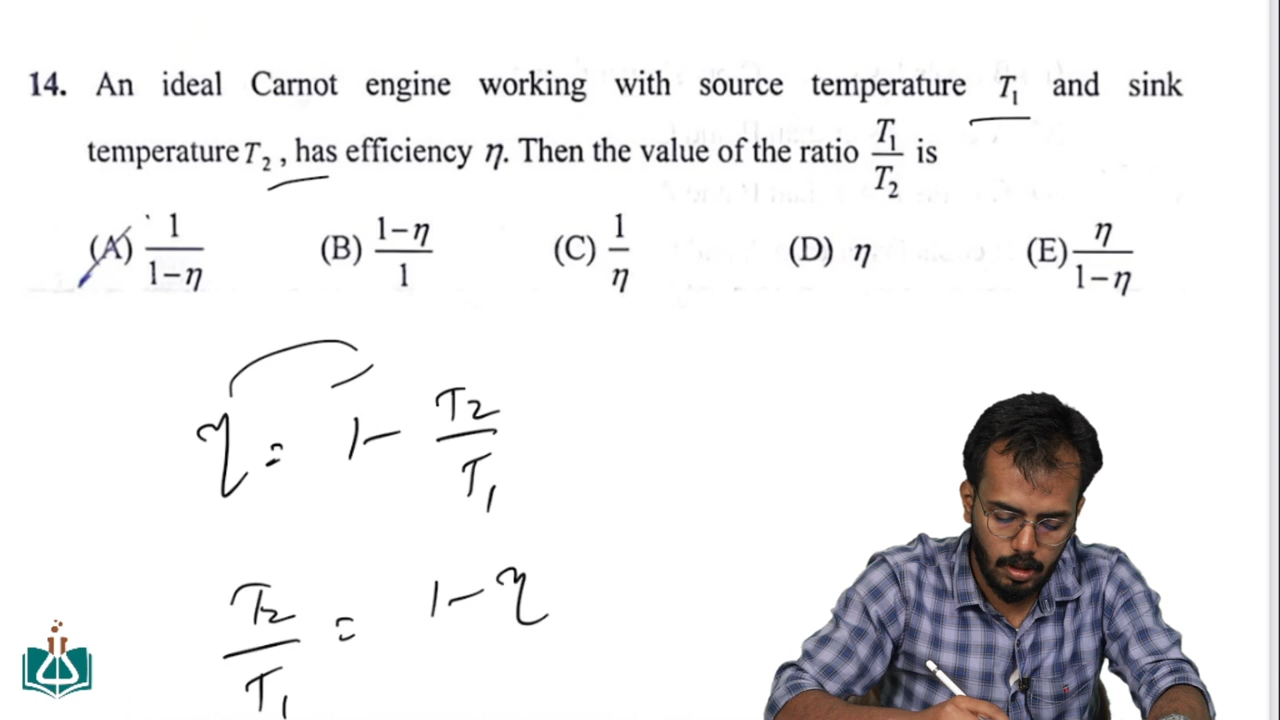 14. An ideal Carnot engine working with source temperature T₁ and sink
temperature T₂, has efficiency η. Then the value of the ratio T₁/T₂ is
(A) 1/(1−η) (B) (1−η)/1 (C) 1/η (D) η (E) η/(1−η)
η = 1 − T₂/T₁
T₂/T₁ = 1 − η